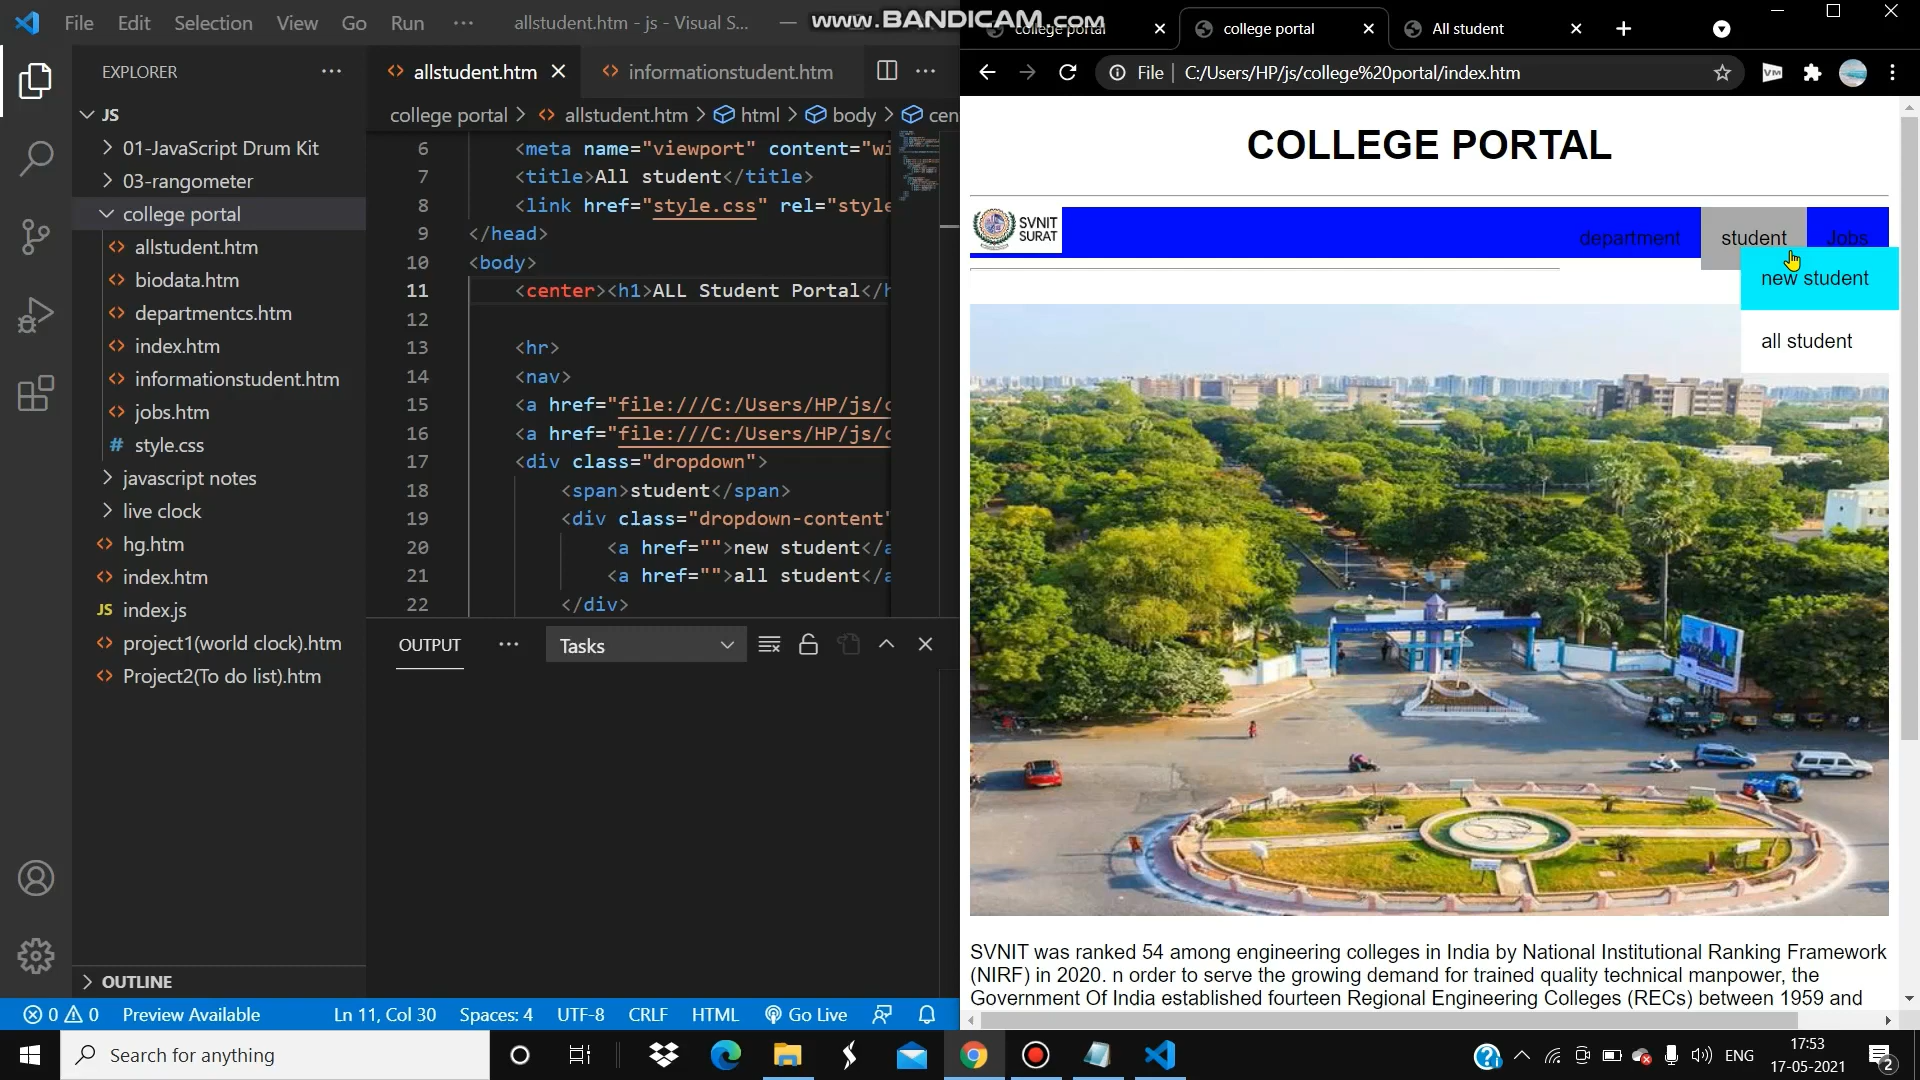 File Edit Selection View Go Run ··· allstudent.htm - js - Visual S...
www.BANDICAM.com
college portal
college portal
All student
EXPLORER ···
allstudent.htm
informationstudent.htm ···
File | C:/Users/HP/js/college%20portal/index.htm
college portal > allstudent.htm > html > body > cen
JS
01-JavaScript Drum Kit
03-rangometer
college portal
allstudent.htm
biodata.htm
departmentcs.htm
index.htm
informationstudent.htm
jobs.htm
# style.css
javascript notes
live clock
hg.htm
index.htm
JS index.js
project1(world clock).htm
Project2(To do list).htm
OUTLINE
6 <meta name="viewport" content="wi
7 <title>All student</title>
8 <link href="style.css" rel="style
9 </head>
10 <body>
11 <center><h1>ALL Student Portal</h
12
13 <hr>
14 <nav>
15 <a href="file:///C:/Users/HP/js/c
16 <a href="file:///C:/Users/HP/js/c
17 <div class="dropdown">
18 <span>student</span>
19 <div class="dropdown-content"
20 <a href="">new student</a
21 <a href="">all student</a
22 </div>
OUTPUT ··· Tasks
COLLEGE PORTAL
SVNIT
SURAT
department student Jobs
new student
all student
SVNIT was ranked 54 among engineering colleges in India by National Institutional Ranking Framework
(NIRF) in 2020. n order to serve the growing demand for trained quality technical manpower, the
Government Of India established fourteen Regional Engineering Colleges (RECs) between 1959 and
0 0 Preview Available Ln 11, Col 30 Spaces: 4 UTF-8 CRLF HTML Go Live
Search for anything
ENG
17:53
17-05-2021
2